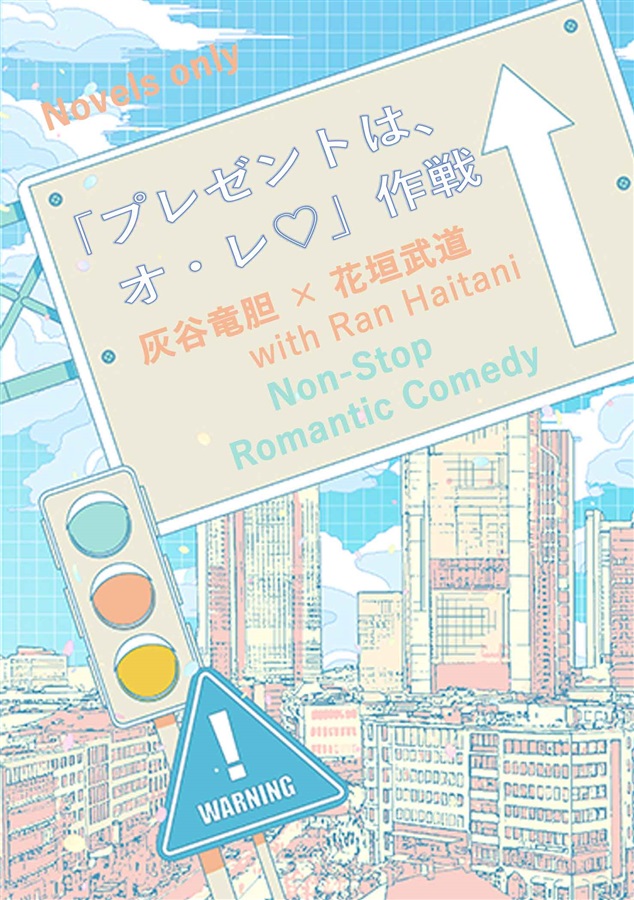 Novels only
「プレゼントは、
オ・レ♡」作戦
灰谷竜胆 × 花垣武道
with Ran Haitani
Non-Stop
Romantic Comedy
!
WARNING